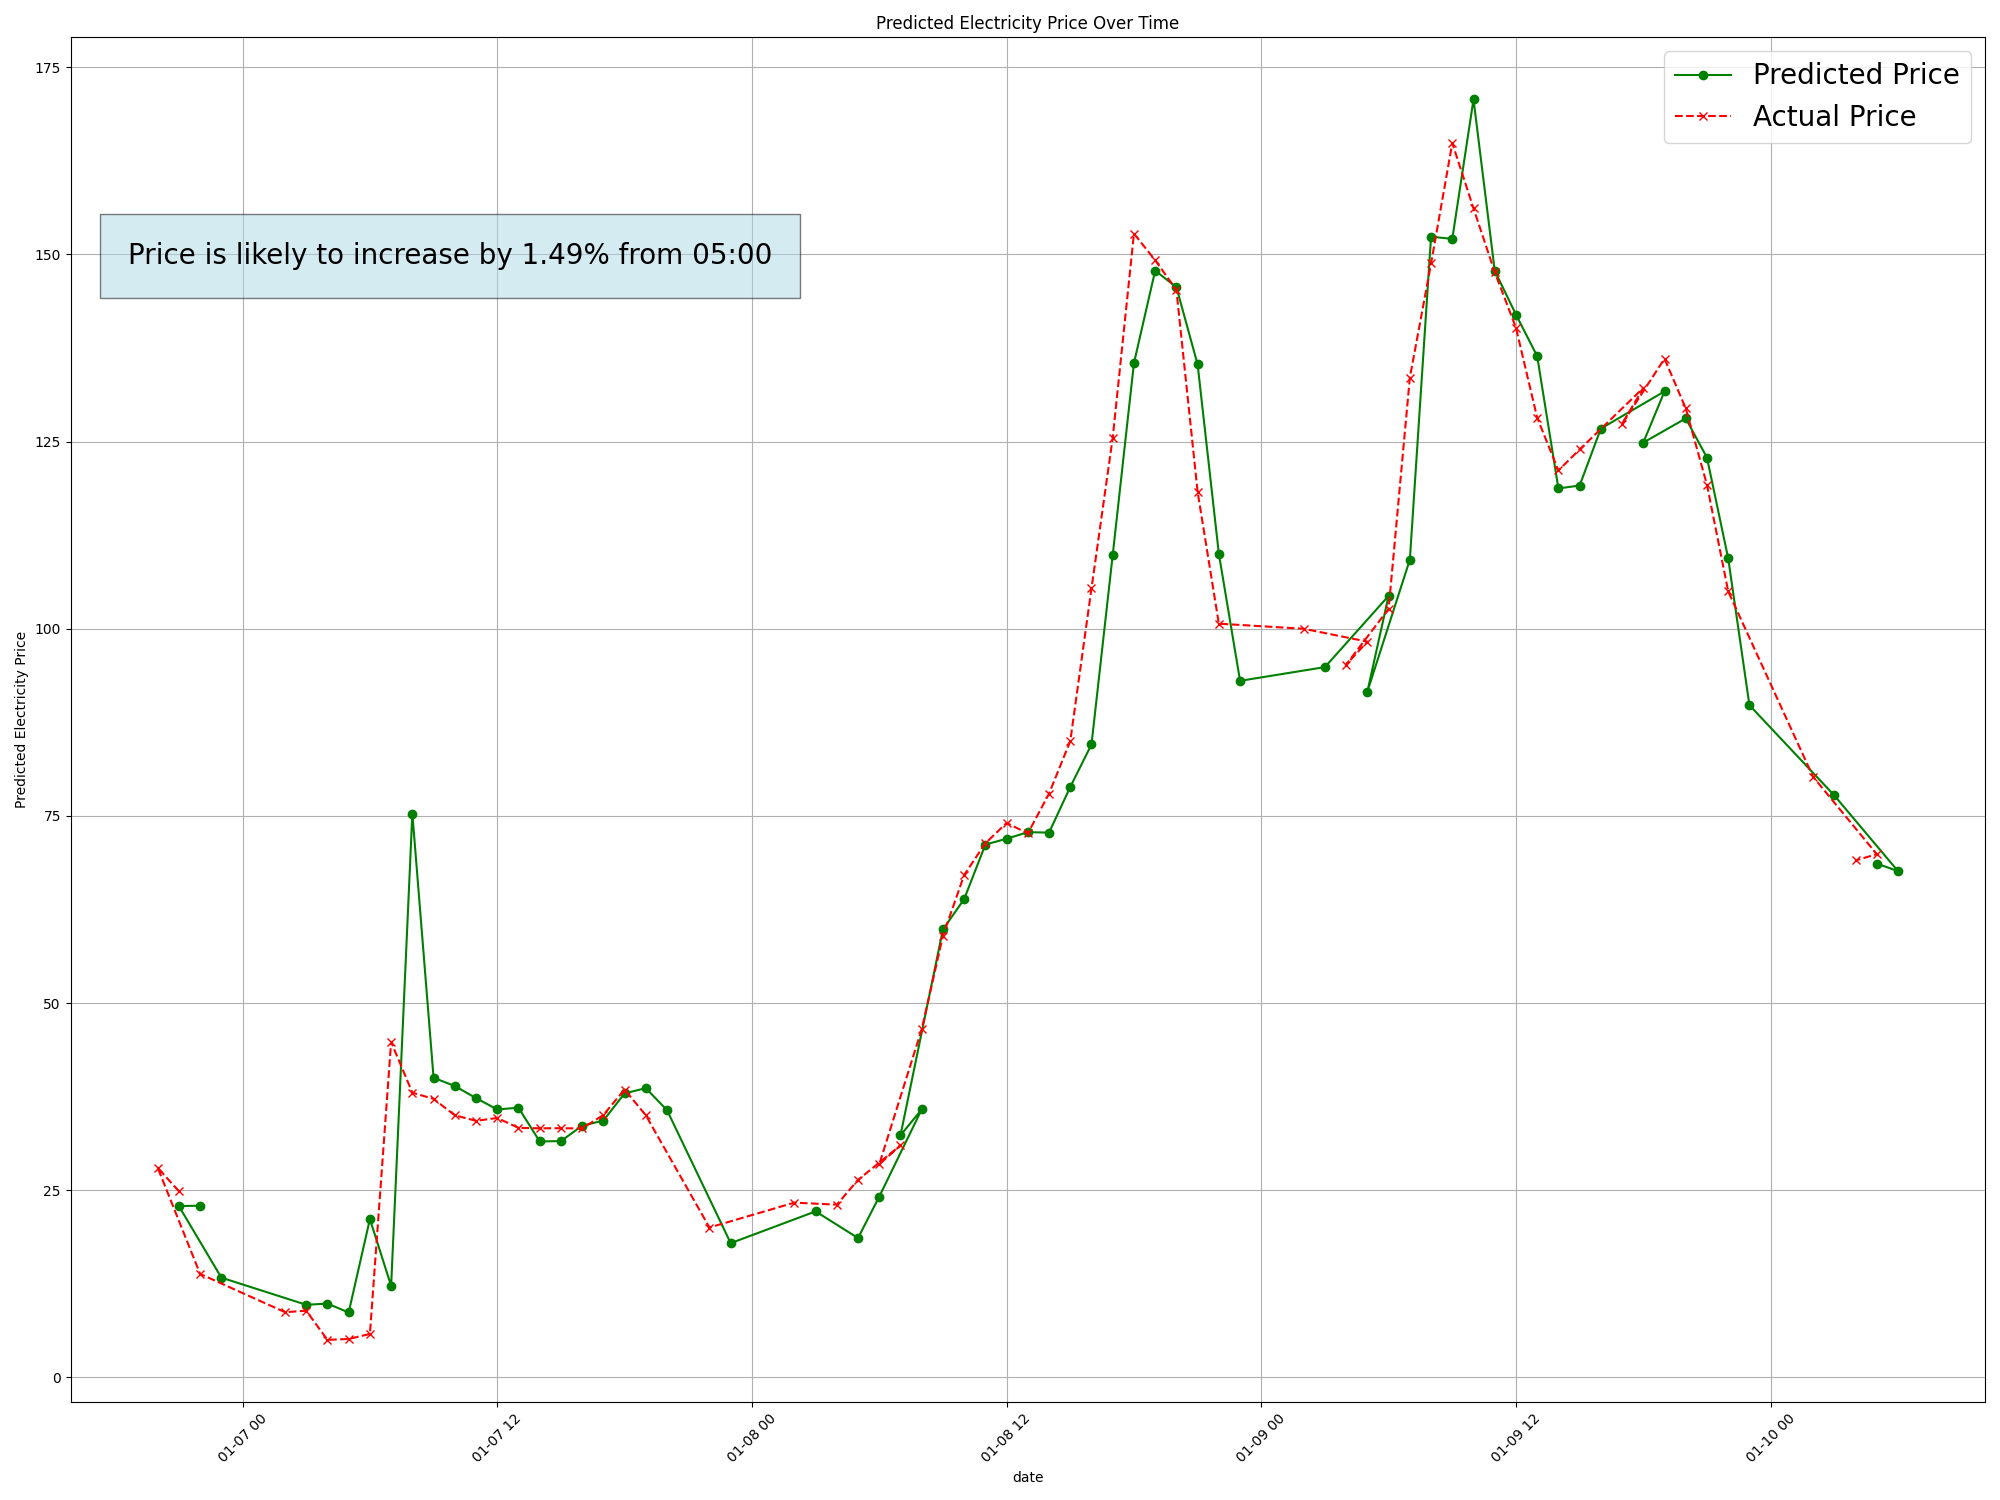 Predicted Electricity Price Over Time
Predicted Price
Actual Price
Price is likely to increase by 1.49% from 05:00
Predicted Electricity Price
175
150
125
100
75
50
25
0
01-07 00
01-07 12
01-08 00
01-08 12
01-09 00
01-09 12
01-10 00
date